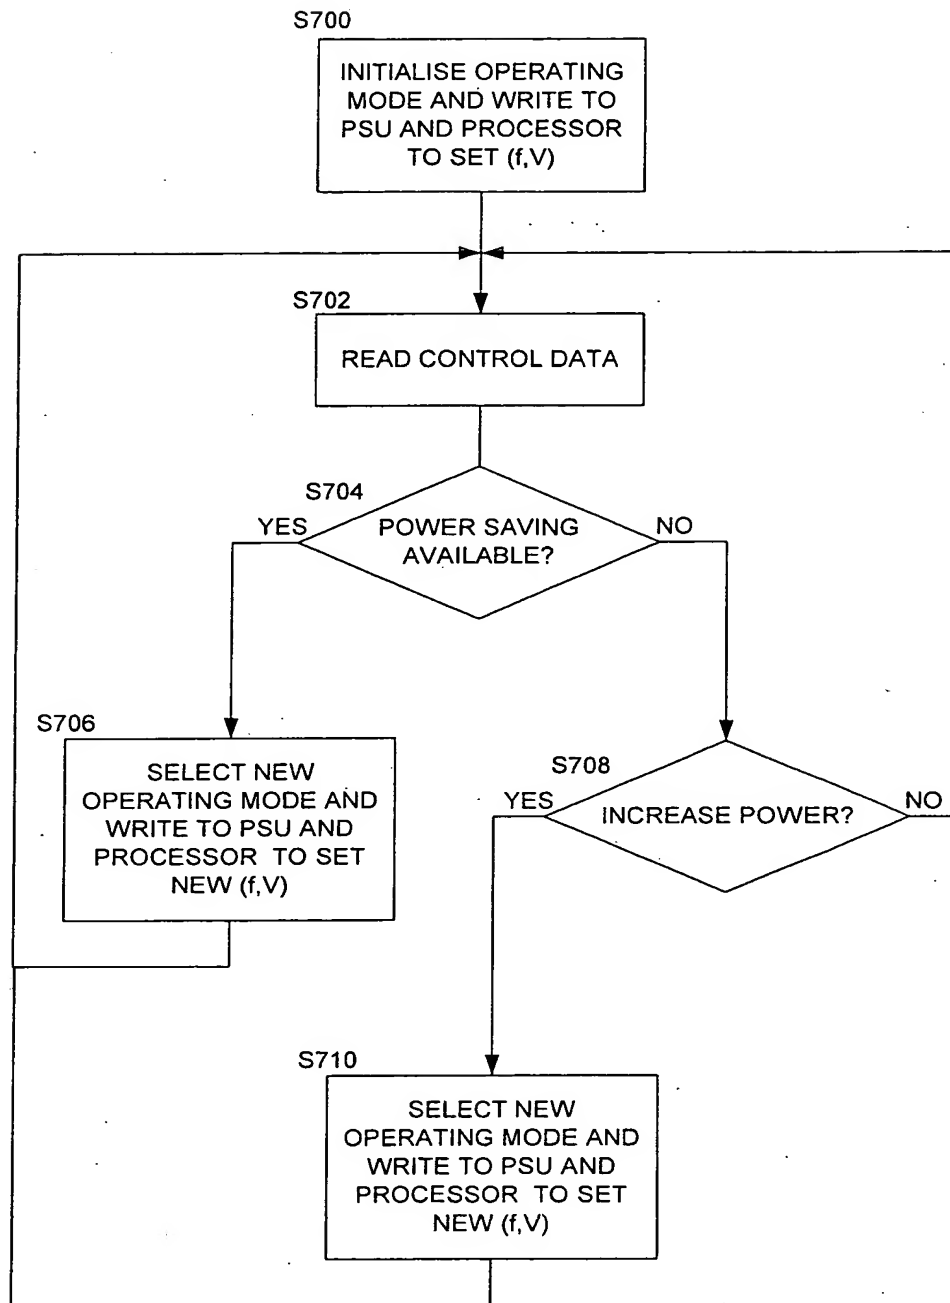 S700
INITIALISE OPERATING
MODE AND WRITE TO
PSU AND PROCESSOR
TO SET (f,V)
S702
READ CONTROL DATA
S704
YES
POWER SAVING
AVAILABLE?
NO
S706
SELECT NEW
OPERATING MODE AND
WRITE TO PSU AND
PROCESSOR TO SET
NEW (f,V)
S708
YES
INCREASE POWER?
NO
S710
SELECT NEW
OPERATING MODE AND
WRITE TO PSU AND
PROCESSOR TO SET
NEW (f,V)